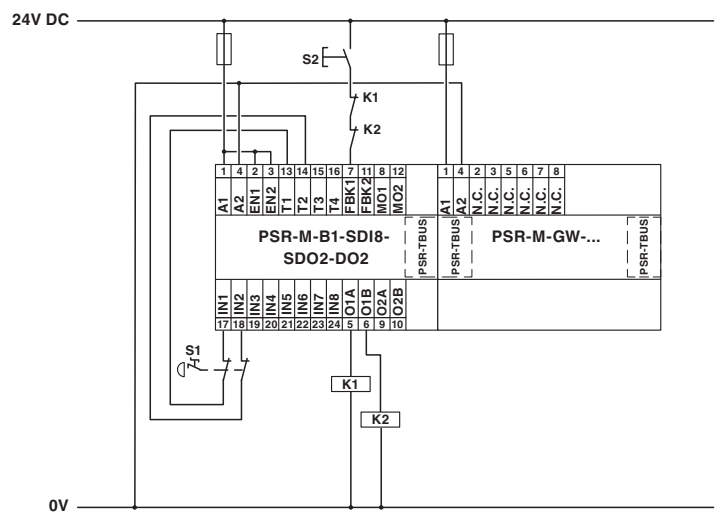 24V DC
S2
K1
K2
1 4 2 3 13 14 15 16 7 11 8 12
A1 A2 EN1 EN2 T1 T2 T3 T4 FBK1 FBK2 MO1 MO2
1 4 2 3 5 6 7 8
A1 A2 N.C. N.C. N.C. N.C. N.C. N.C.
PSR-M-B1-SDI8-
SDO2-DO2
PSR-TBUS
PSR-TBUS
PSR-M-GW-...
PSR-TBUS
IN1 IN2 IN3 IN4 IN5 IN6 IN7 IN8 O1A O1B O2A O2B
17 18 19 20 21 22 23 24 5 6 9 10
S1
K1
K2
0V